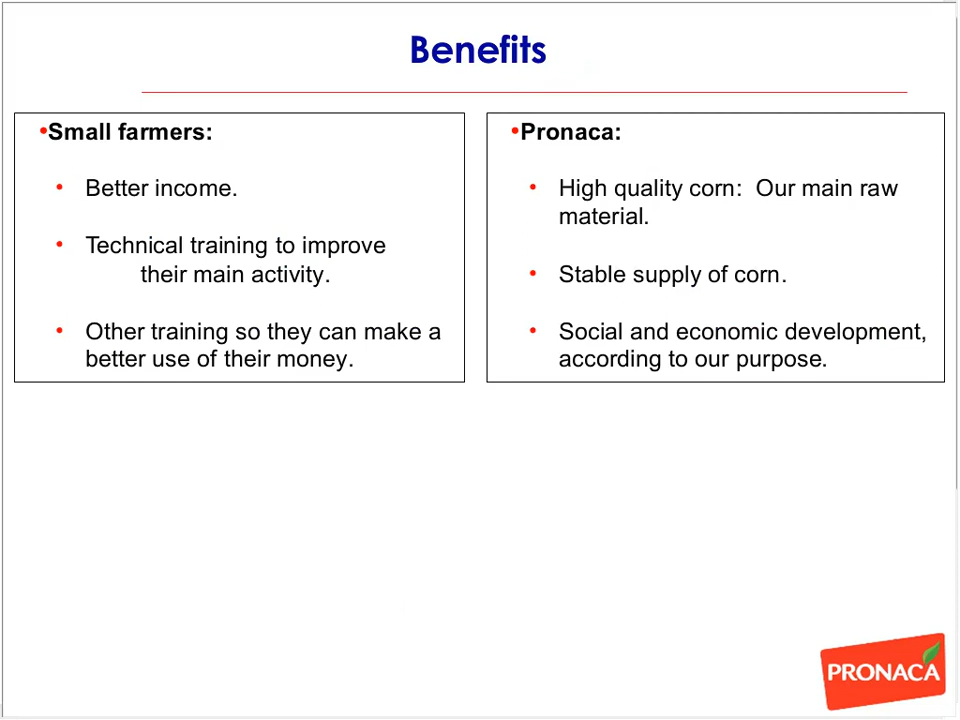 Benefits
•Small farmers:
• Better income.
• Technical training to improve
their main activity.
• Other training so they can make a
better use of their money.
•Pronaca:
• High quality corn:  Our main raw
material.
• Stable supply of corn.
• Social and economic development,
according to our purpose.
PRONACA